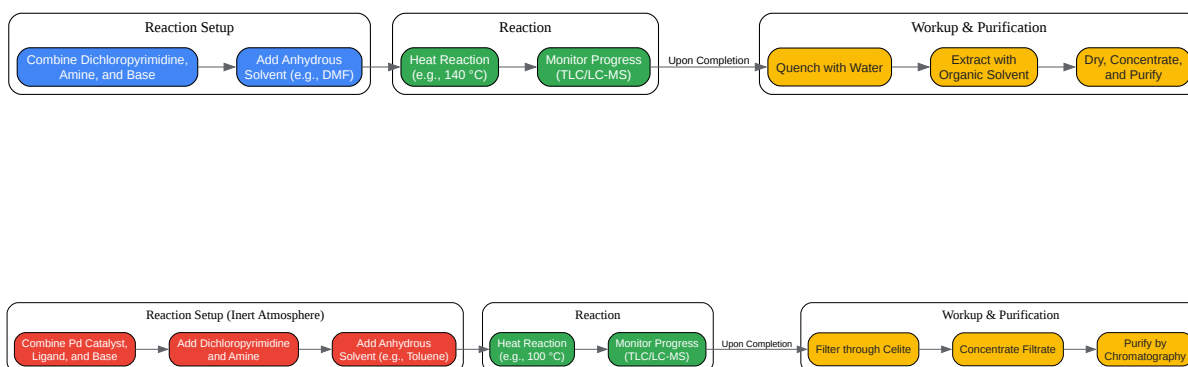 Reaction Setup
Combine Dichloropyrimidine,
Amine, and Base
Add Anhydrous
Solvent (e.g., DMF)
Reaction
Heat Reaction
(e.g., 140 °C)
Monitor Progress
(TLC/LC-MS)
Upon Completion
Workup & Purification
Quench with Water
Extract with
Organic Solvent
Dry, Concentrate,
and Purify
Reaction Setup (Inert Atmosphere)
Combine Pd Catalyst,
Ligand, and Base
Add Dichloropyrimidine
and Amine
Add Anhydrous
Solvent (e.g., Toluene)
Reaction
Heat Reaction
(e.g., 100 °C)
Monitor Progress
(TLC/LC-MS)
Upon Completion
Workup & Purification
Filter through Celite
Concentrate Filtrate
Purify by
Chromatography